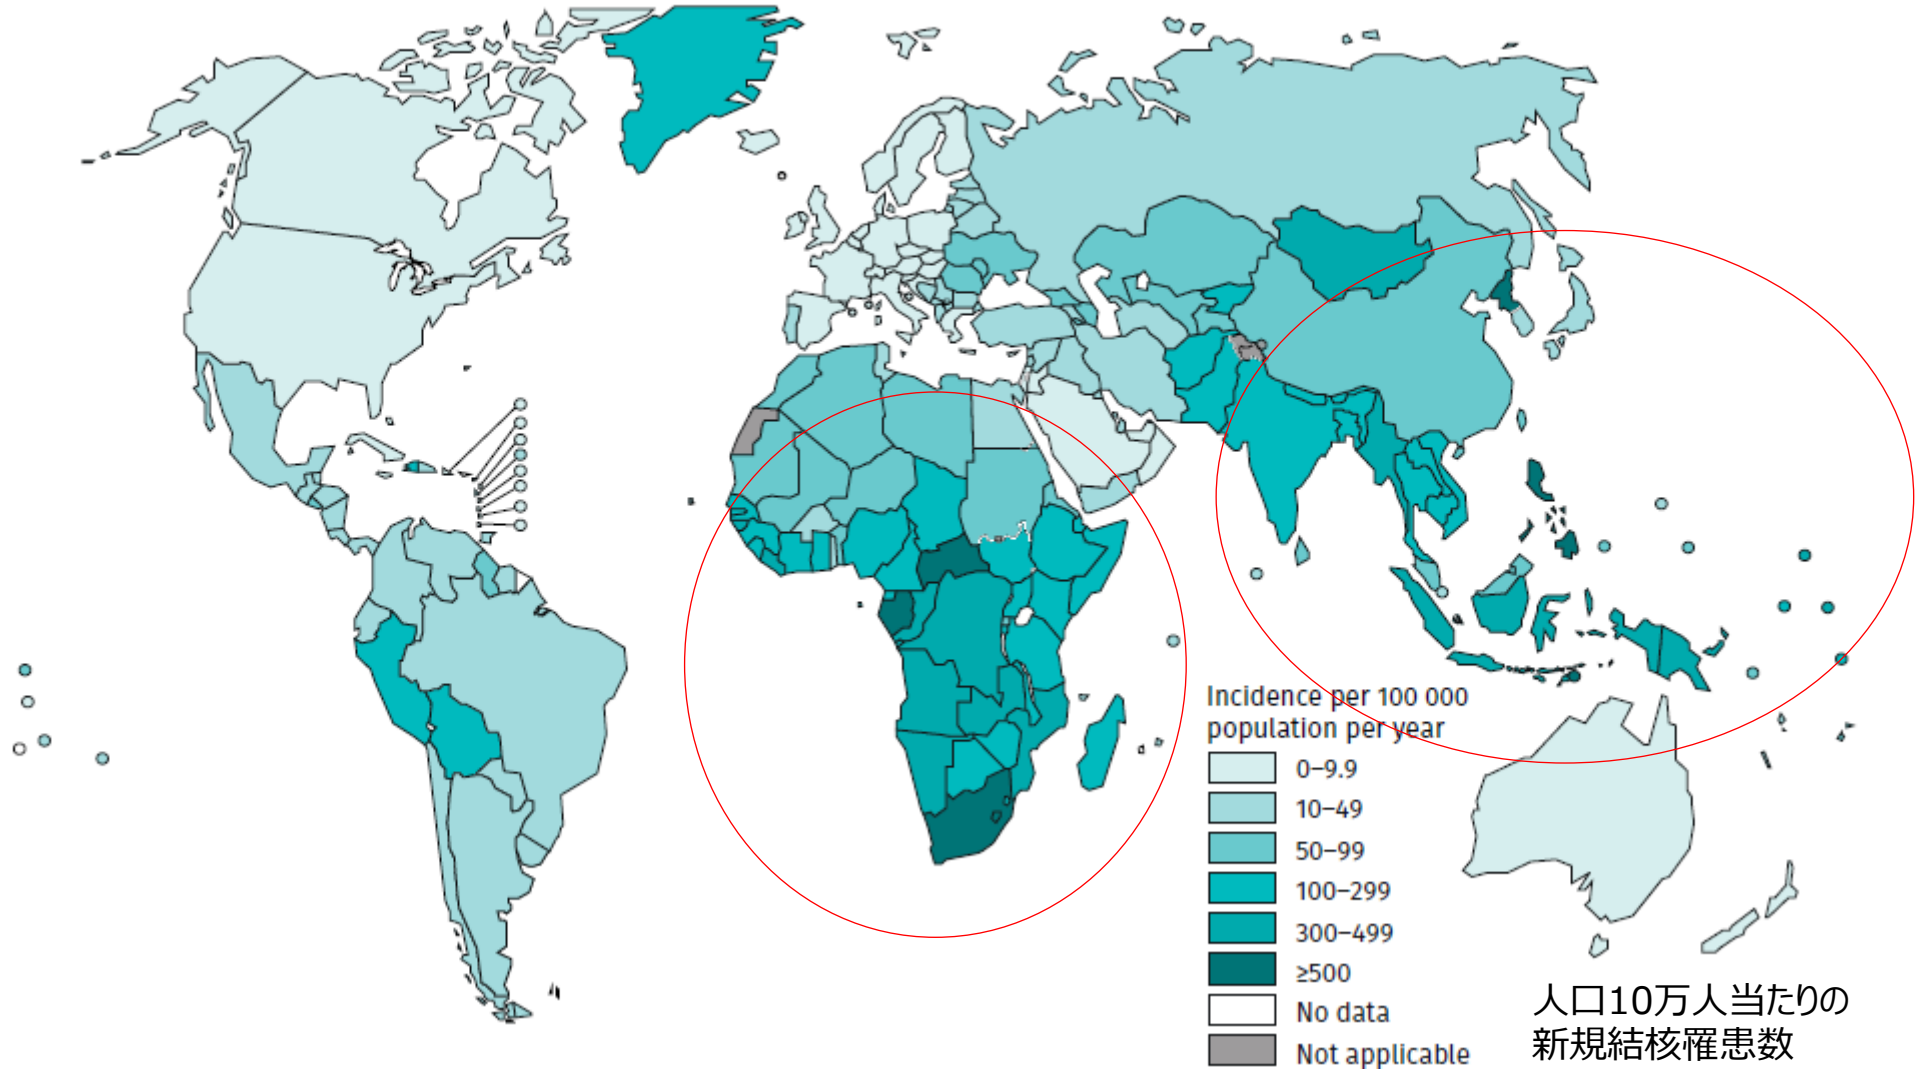 Incidence per 100 000
population per year
0–9.9
10–49
50–99
100–299
300–499
≥500
No data
Not applicable
人口10万人当たりの
新規結核罹患数